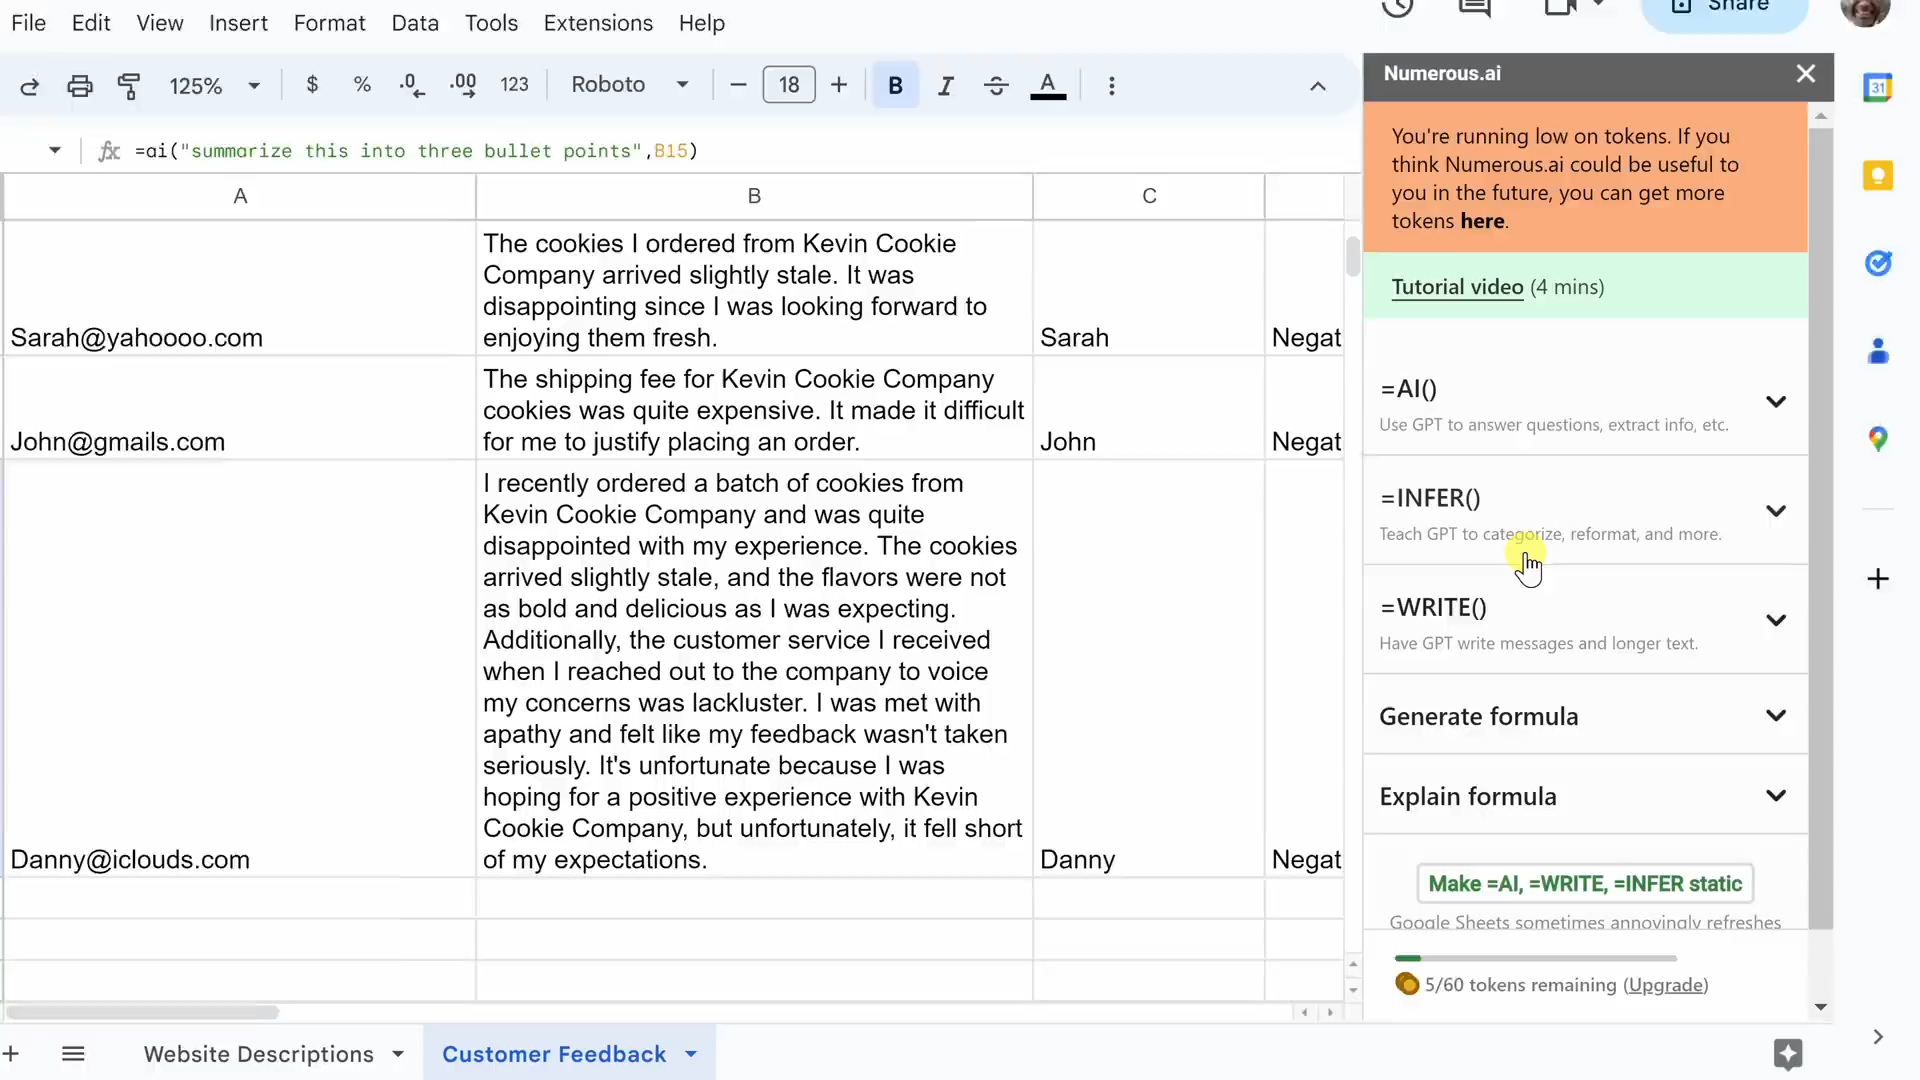 File Edit View Insert Format Data Tools Extensions Help
Share
125% $ % .0 .00 123 Roboto 18 B I S A
fx =ai("summarize this into three bullet points",B15)
A B C
The cookies I ordered from Kevin Cookie
Company arrived slightly stale. It was
disappointing since I was looking forward to
enjoying them fresh.
Sarah@yahoooo.com
Sarah
Negat
The shipping fee for Kevin Cookie Company
cookies was quite expensive. It made it difficult
for me to justify placing an order.
John@gmails.com
John
Negat
I recently ordered a batch of cookies from
Kevin Cookie Company and was quite
disappointed with my experience. The cookies
arrived slightly stale, and the flavors were not
as bold and delicious as I was expecting.
Additionally, the customer service I received
when I reached out to the company to voice
my concerns was lackluster. I was met with
apathy and felt like my feedback wasn't taken
seriously. It's unfortunate because I was
hoping for a positive experience with Kevin
Cookie Company, but unfortunately, it fell short
of my expectations.
Danny@iclouds.com
Danny
Negat
Website Descriptions
Customer Feedback
Numerous.ai
You're running low on tokens. If you
think Numerous.ai could be useful to
you in the future, you can get more
tokens here.
Tutorial video (4 mins)
=AI()
Use GPT to answer questions, extract info, etc.
=INFER()
Teach GPT to categorize, reformat, and more.
=WRITE()
Have GPT write messages and longer text.
Generate formula
Explain formula
Make =AI, =WRITE, =INFER static
Google Sheets sometimes annoyingly refreshes
5/60 tokens remaining (Upgrade)
31